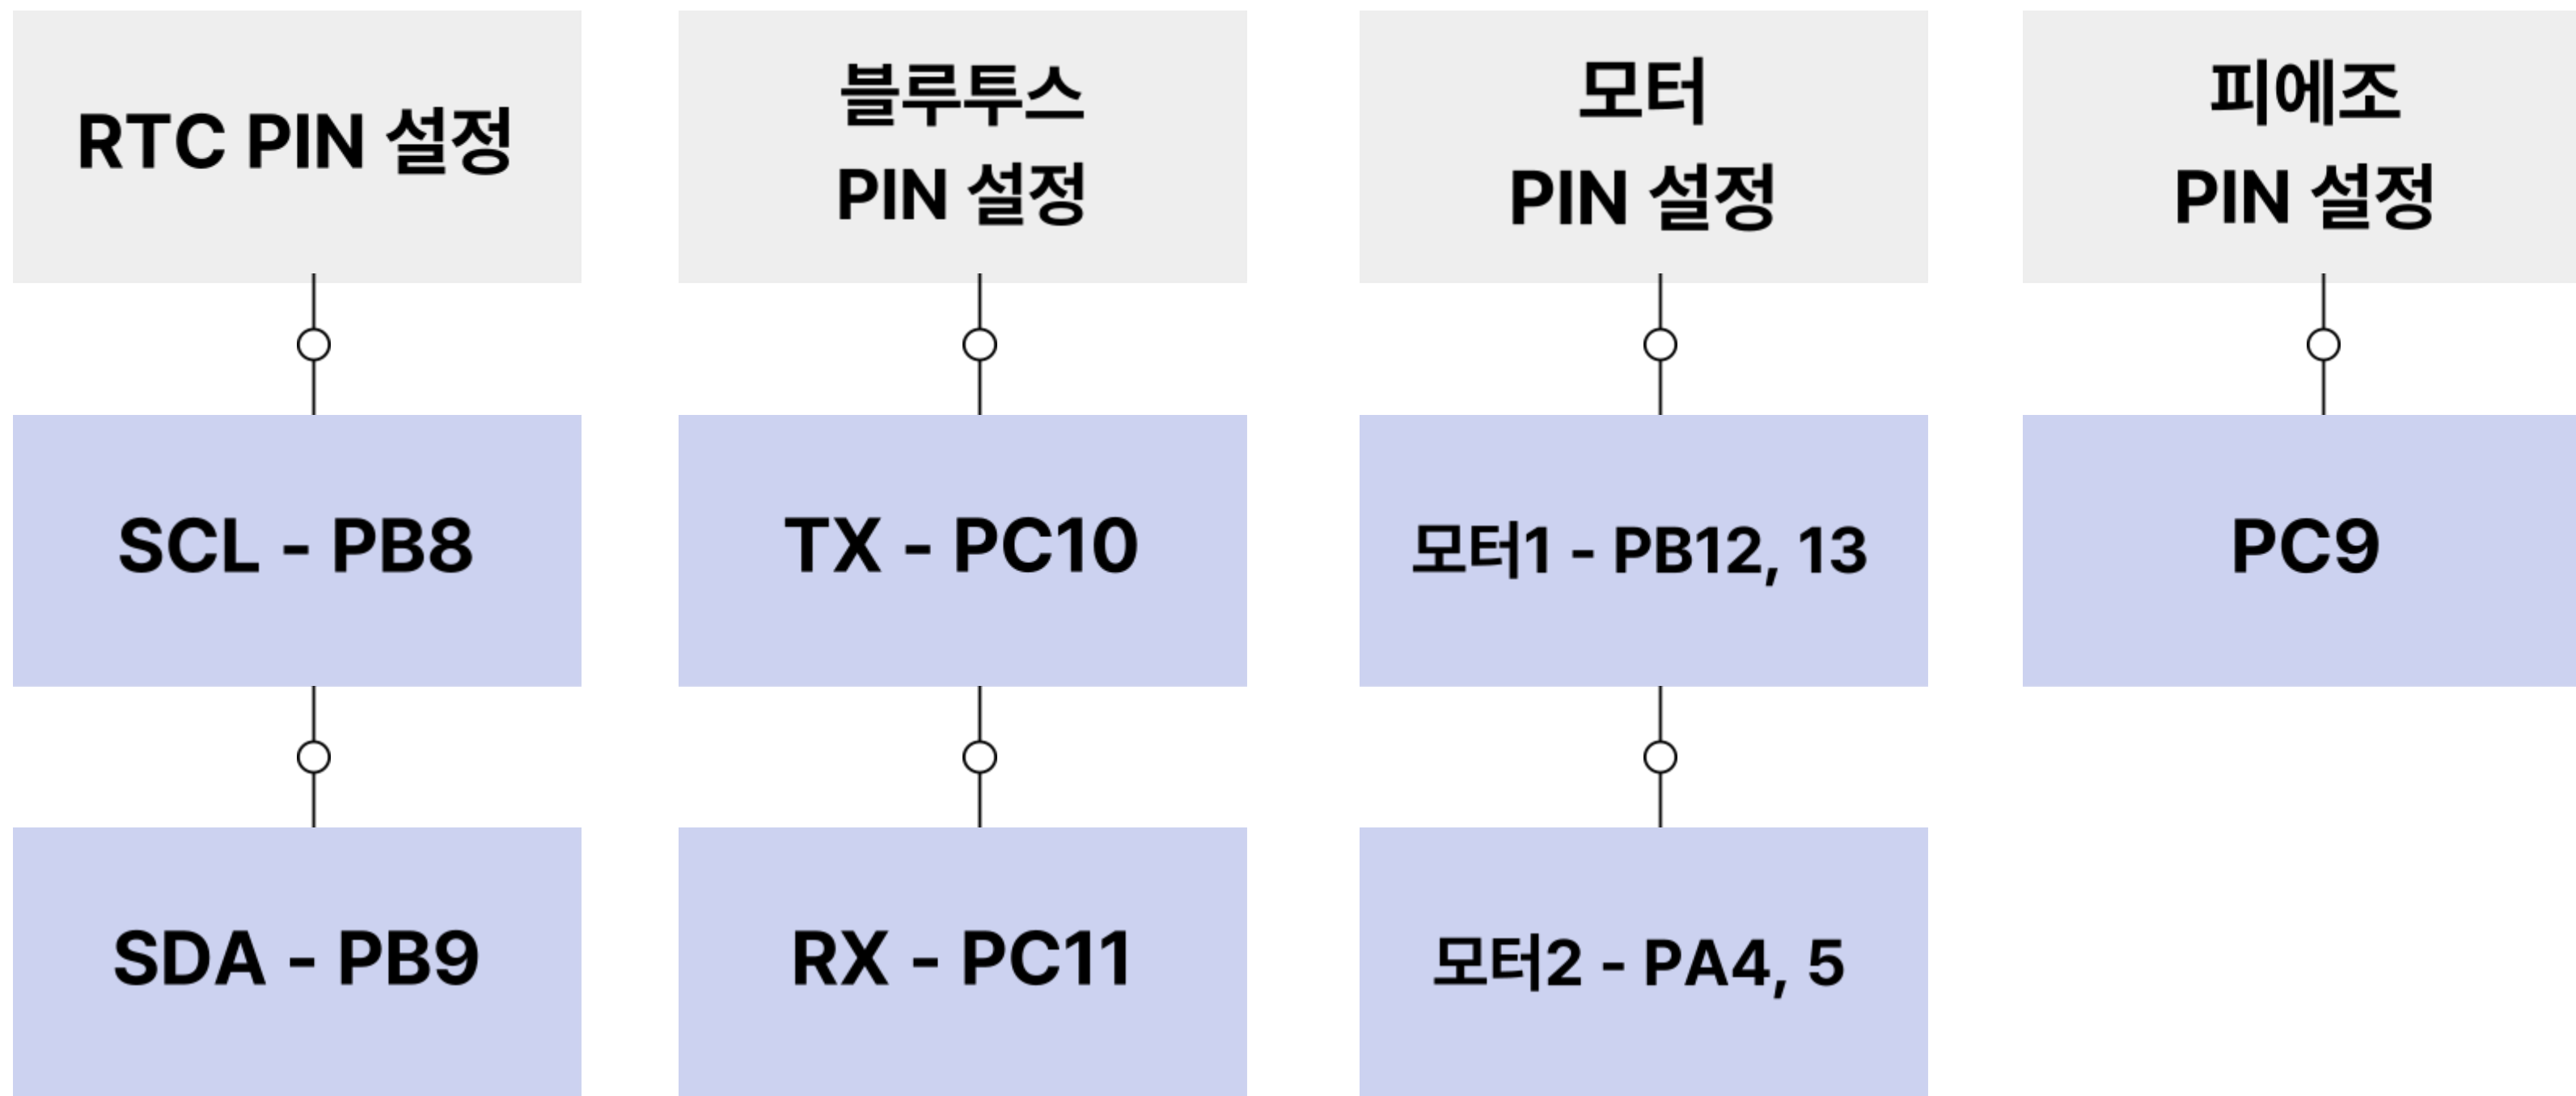 RTC PIN 설정
SCL - PB8
SDA - PB9
블루투스
PIN 설정
TX - PC10
RX - PC11
모터
PIN 설정
모터1 - PB12, 13
모터2 - PA4, 5
피에조
PIN 설정
PC9